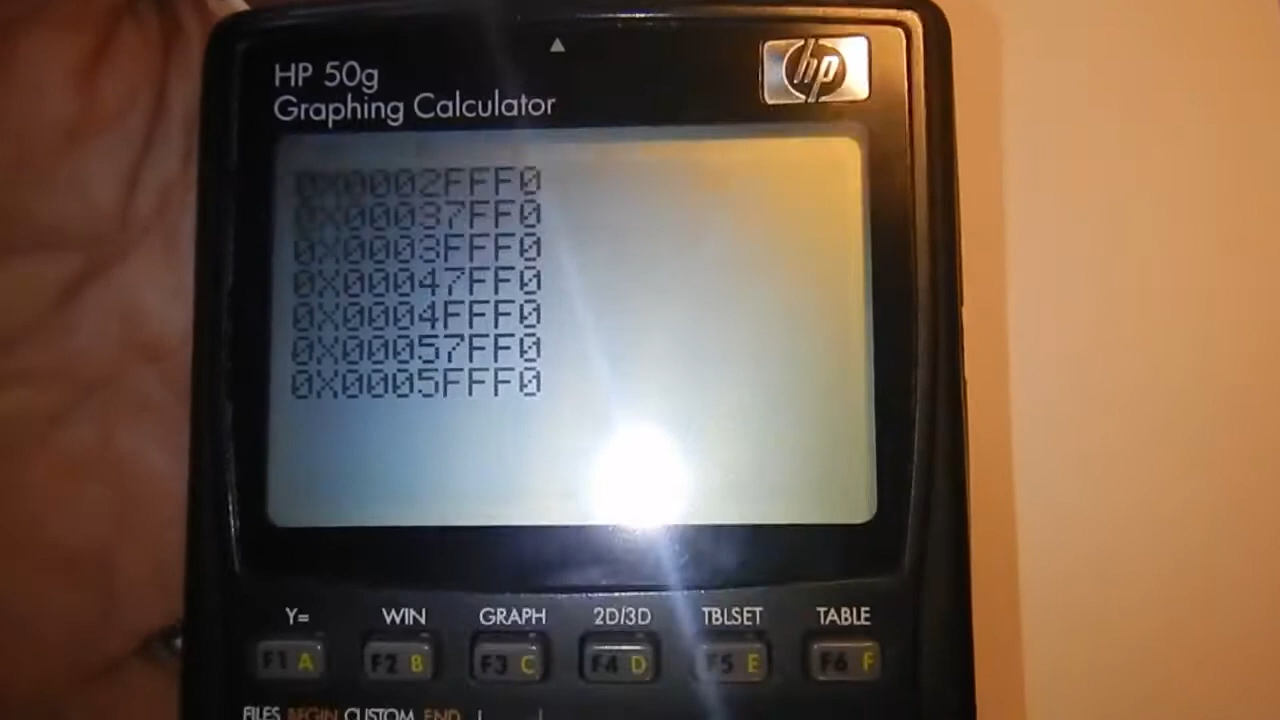 HP 50g
Graphing Calculator
hp
0X0002FFF0
0X00037FF0
0X0003FFF0
0X00047FF0
0X0004FFF0
0X00057FF0
0X0005FFF0
Y= WIN GRAPH 2D/3D TBLSET TABLE
F1 A F2 B F3 C F4 D F5 E F6 F
FILES BEGIN CUSTOM END